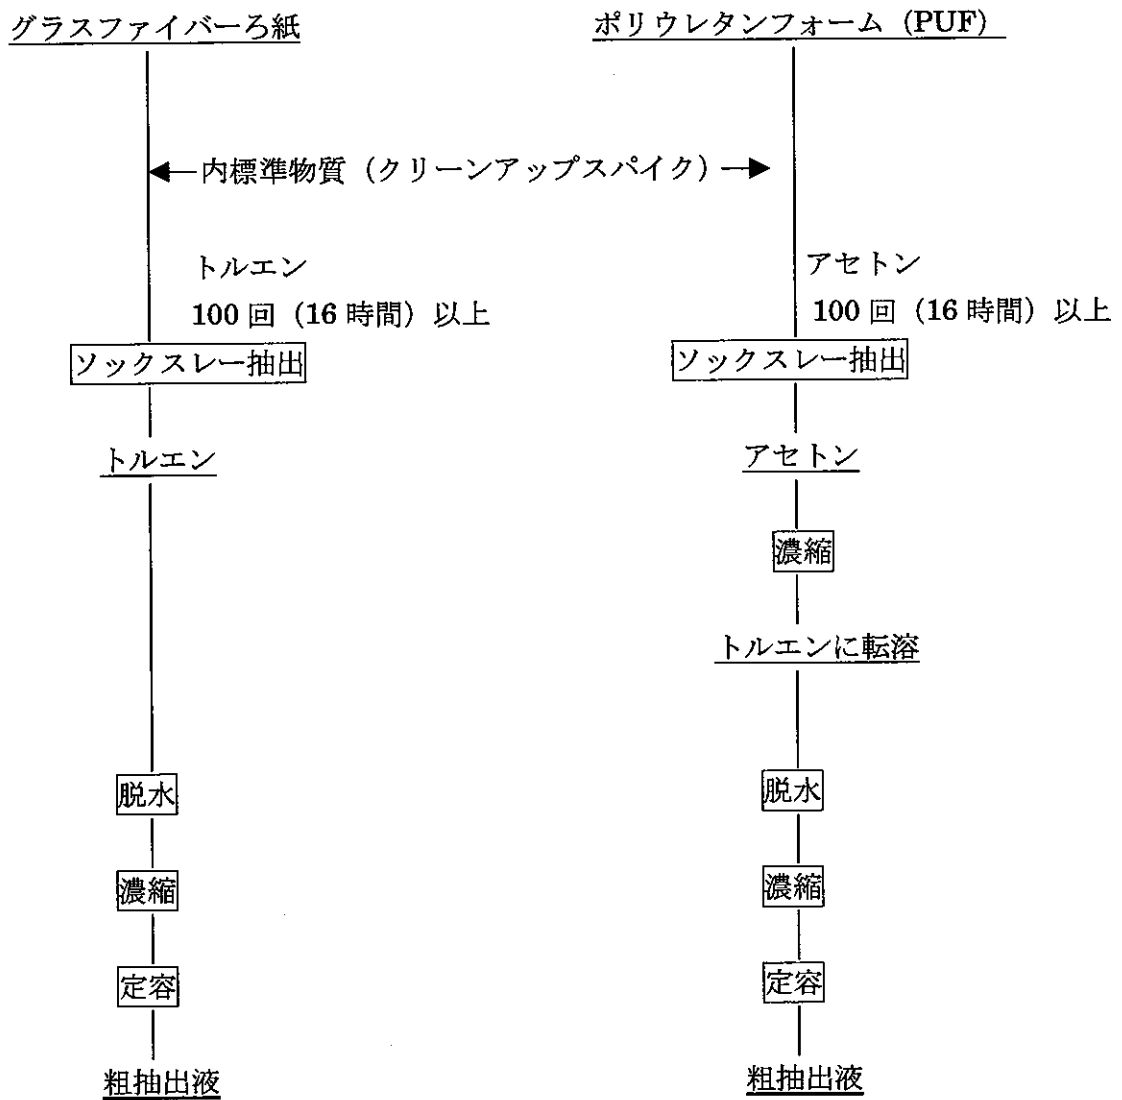 グラスファイバーろ紙
ポリウレタンフォーム（PUF）
内標準物質（クリーンアップスパイク）
トルエン
100 回（16 時間）以上
ソックスレー抽出
トルエン
脱水
濃縮
定容
粗抽出液
アセトン
100 回（16 時間）以上
ソックスレー抽出
アセトン
濃縮
トルエンに転溶
脱水
濃縮
定容
粗抽出液